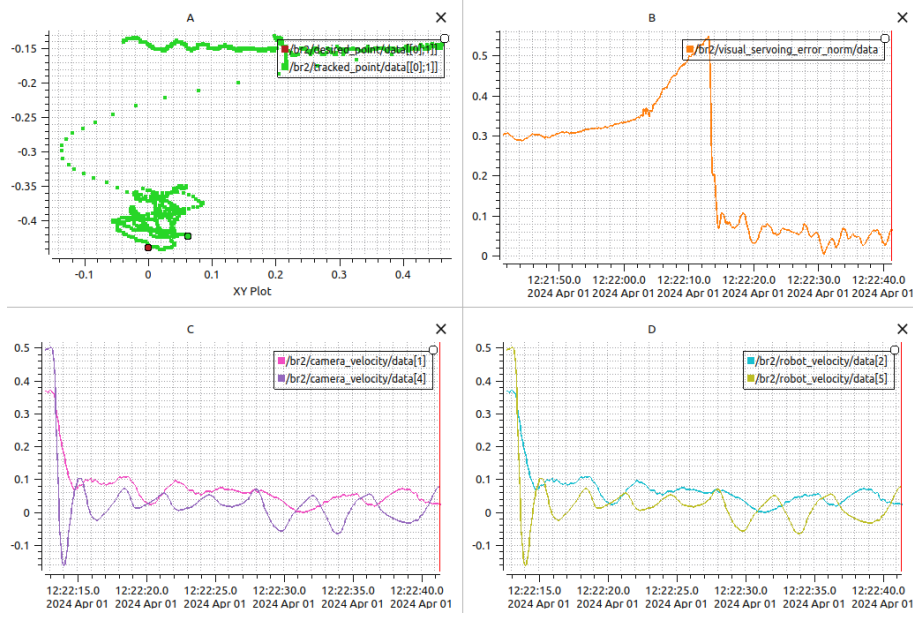 A
/br2/desired_point/data[[0];1]]
/br2/tracked_point/data[[0];1]]
-0.15
-0.2
-0.25
-0.3
-0.35
-0.4
-0.1 0 0.1 0.2 0.3 0.4
XY Plot
B
/br2/visual_servoing_error_norm/data
0.5
0.4
0.3
0.2
0.1
0
12:21:50.0 12:22:00.0 12:22:10.0 12:22:20.0 12:22:30.0 12:22:40.0
2024 Apr 01 2024 Apr 01 2024 Apr 01 2024 Apr 01 2024 Apr 01 2024 Apr 01
C
/br2/camera_velocity/data[1]
/br2/camera_velocity/data[4]
0.5
0.4
0.3
0.2
0.1
0
-0.1
12:22:15.0 12:22:20.0 12:22:25.0 12:22:30.0 12:22:35.0 12:22:40.0
2024 Apr 01 2024 Apr 01 2024 Apr 01 2024 Apr 01 2024 Apr 01 2024 Apr 01
D
/br2/robot_velocity/data[2]
/br2/robot_velocity/data[5]
0.5
0.4
0.3
0.2
0.1
0
-0.1
12:22:15.0 12:22:20.0 12:22:25.0 12:22:30.0 12:22:35.0 12:22:40.0
2024 Apr 01 2024 Apr 01 2024 Apr 01 2024 Apr 01 2024 Apr 01 2024 Apr 01